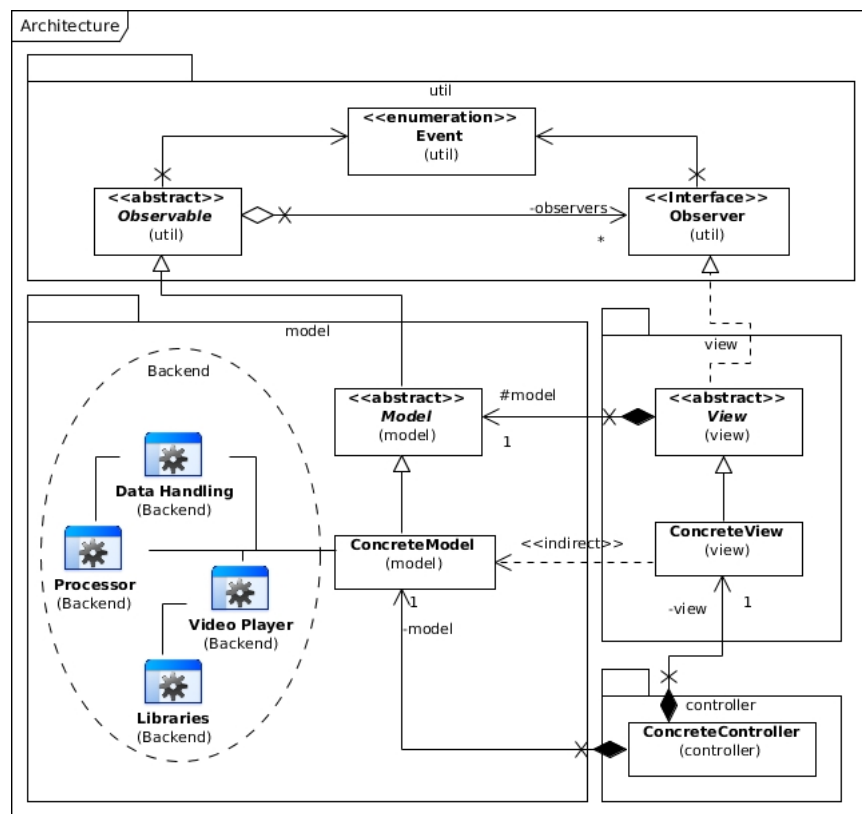 Architecture
util
<<enumeration>>
Event
(util)
<<abstract>>
Observable
(util)
-observers
*
<<Interface>>
Observer
(util)
model
view
Backend
Data Handling
(Backend)
Processor
(Backend)
Video Player
(Backend)
Libraries
(Backend)
<<abstract>>
Model
(model)
#model
1
<<abstract>>
View
(view)
ConcreteModel
(model)
<<indirect>>
ConcreteView
(view)
1
-model
-view
1
controller
ConcreteController
(controller)